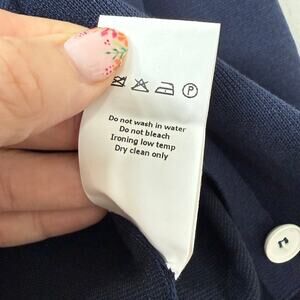 P
Do not wash in water
Do not bleach
Ironing low temp
Dry clean only